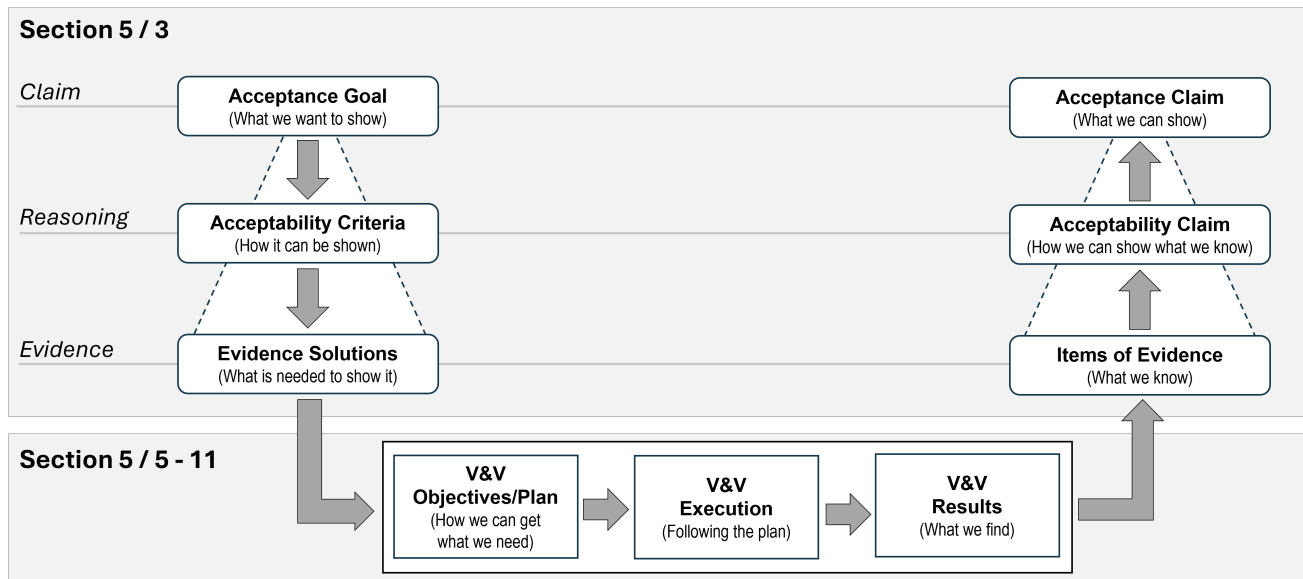 Section 5 / 3
Claim
Acceptance Goal
(What we want to show)
Acceptance Claim
(What we can show)
Reasoning
Acceptability Criteria
(How it can be shown)
Acceptability Claim
(How we can show what we know)
Evidence
Evidence Solutions
(What is needed to show it)
Items of Evidence
(What we know)
Section 5 / 5 - 11
V&V
Objectives/Plan
(How we can get
what we need)
V&V
Execution
(Following the plan)
V&V
Results
(What we find)